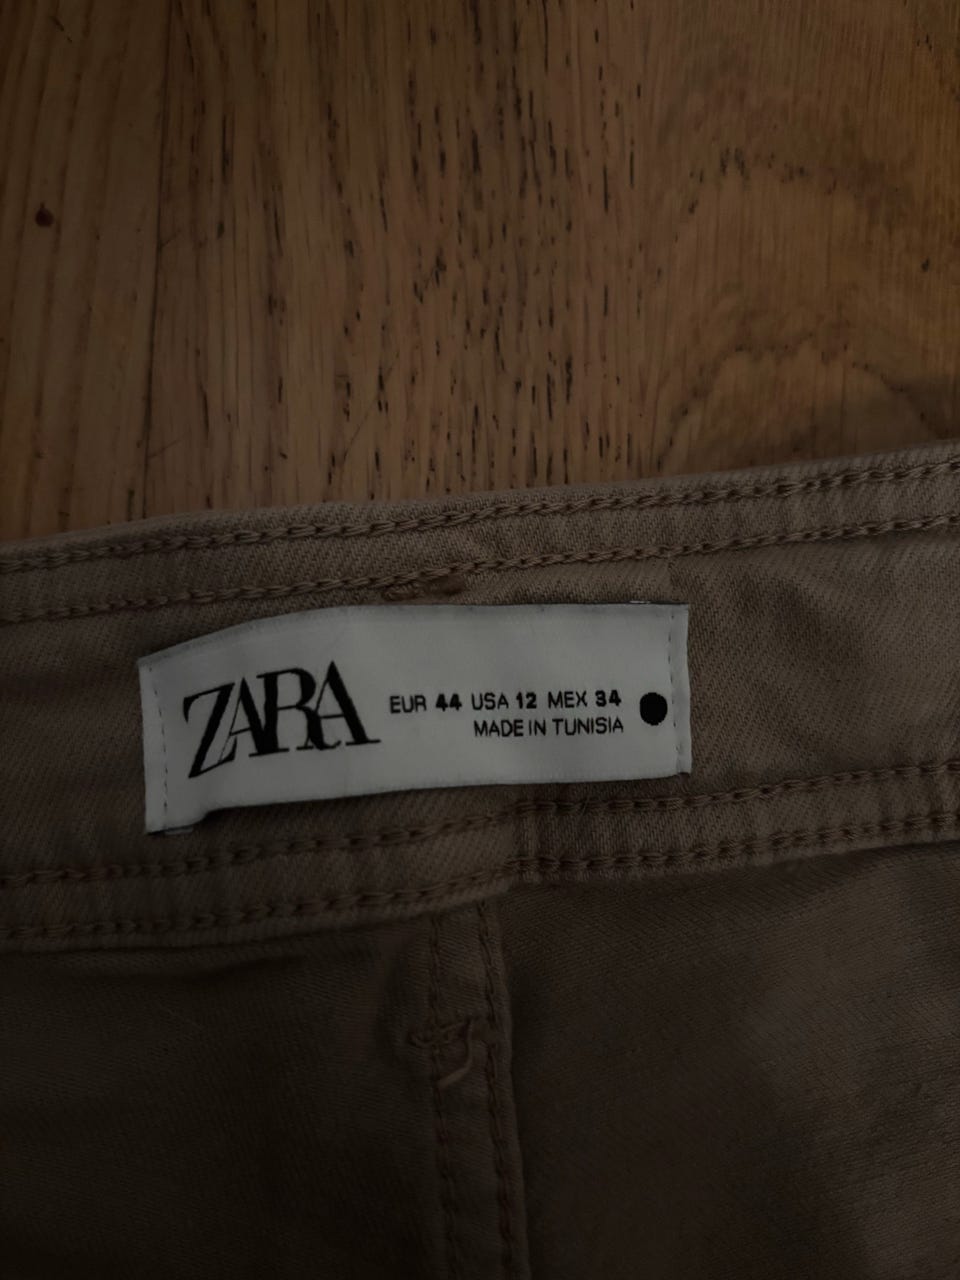 ZARA
EUR 44 USA 12 MEX 34
MADE IN TUNISIA